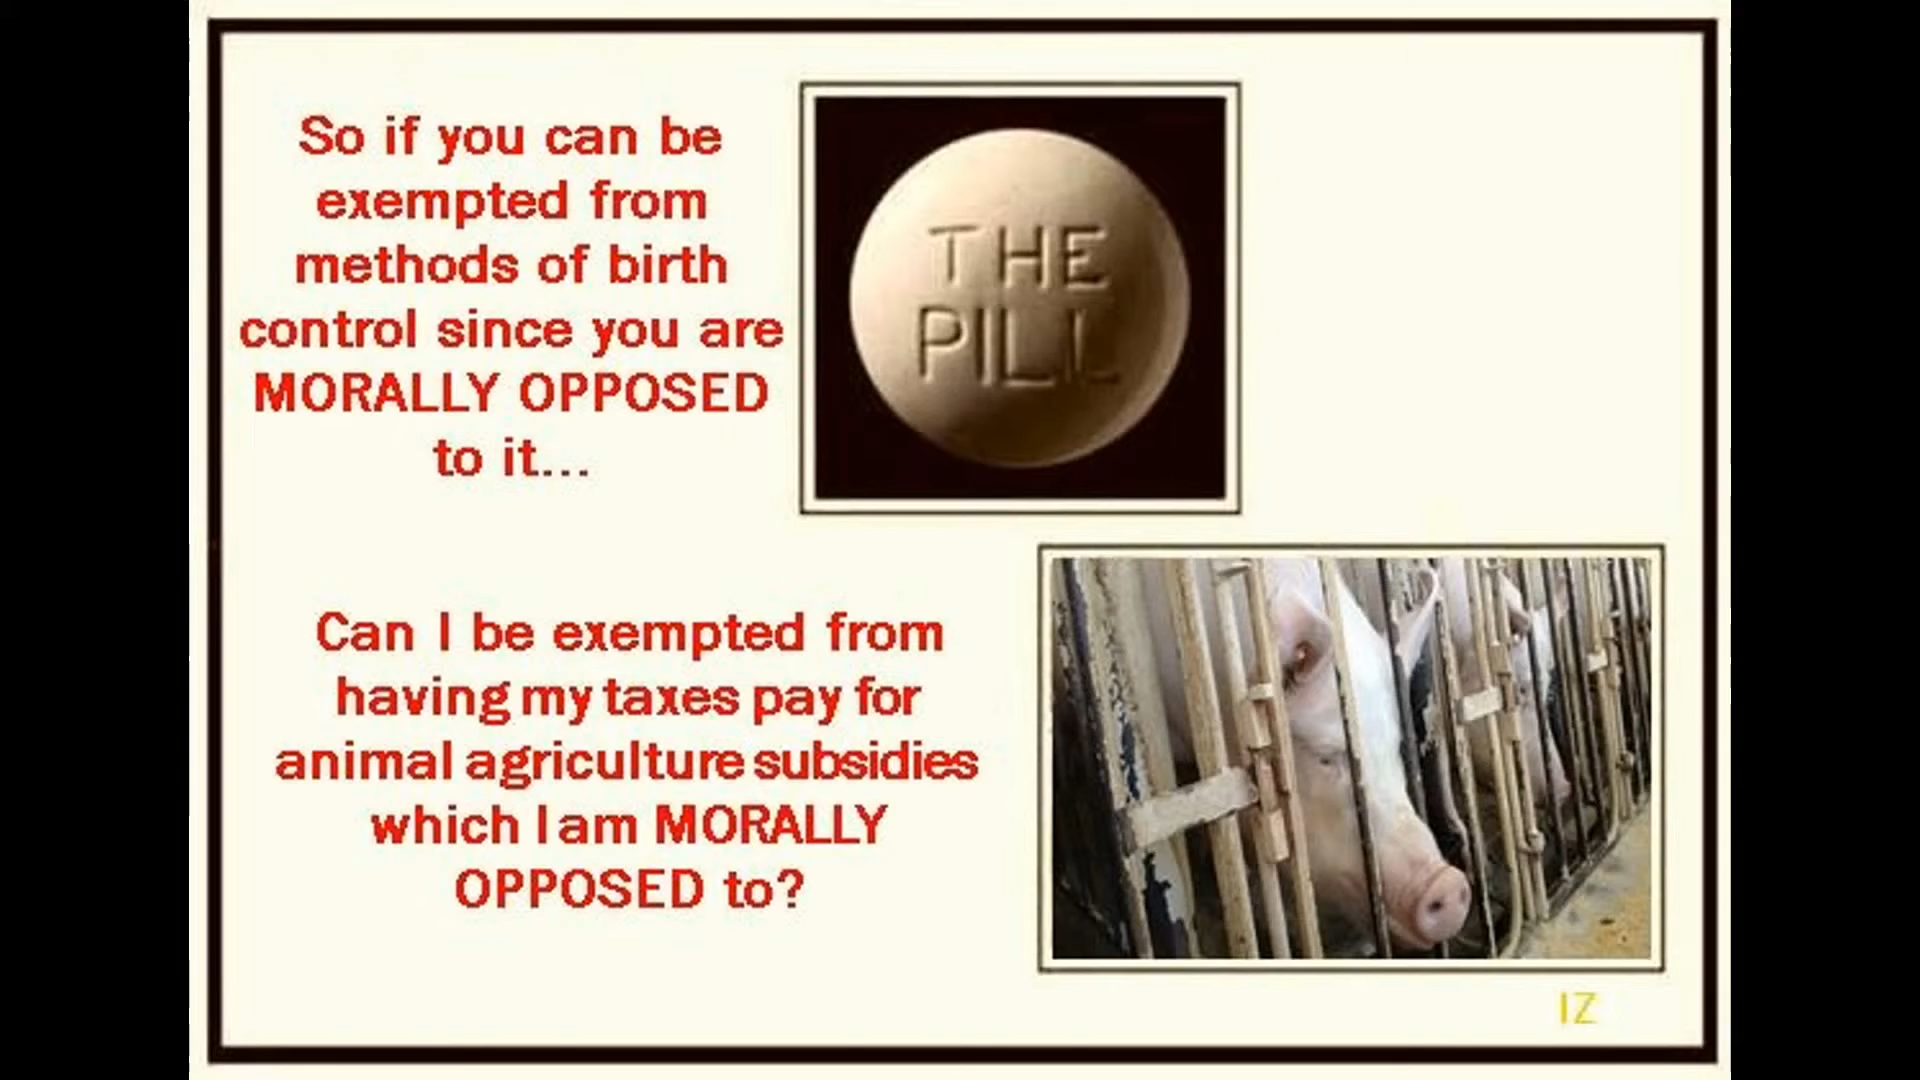 So if you can be
exempted from
methods of birth
control since you are
MORALLY OPPOSED
to it...
THE
PILL
Can I be exempted from
having my taxes pay for
animal agriculture subsidies
which I am MORALLY
OPPOSED to?
IZ